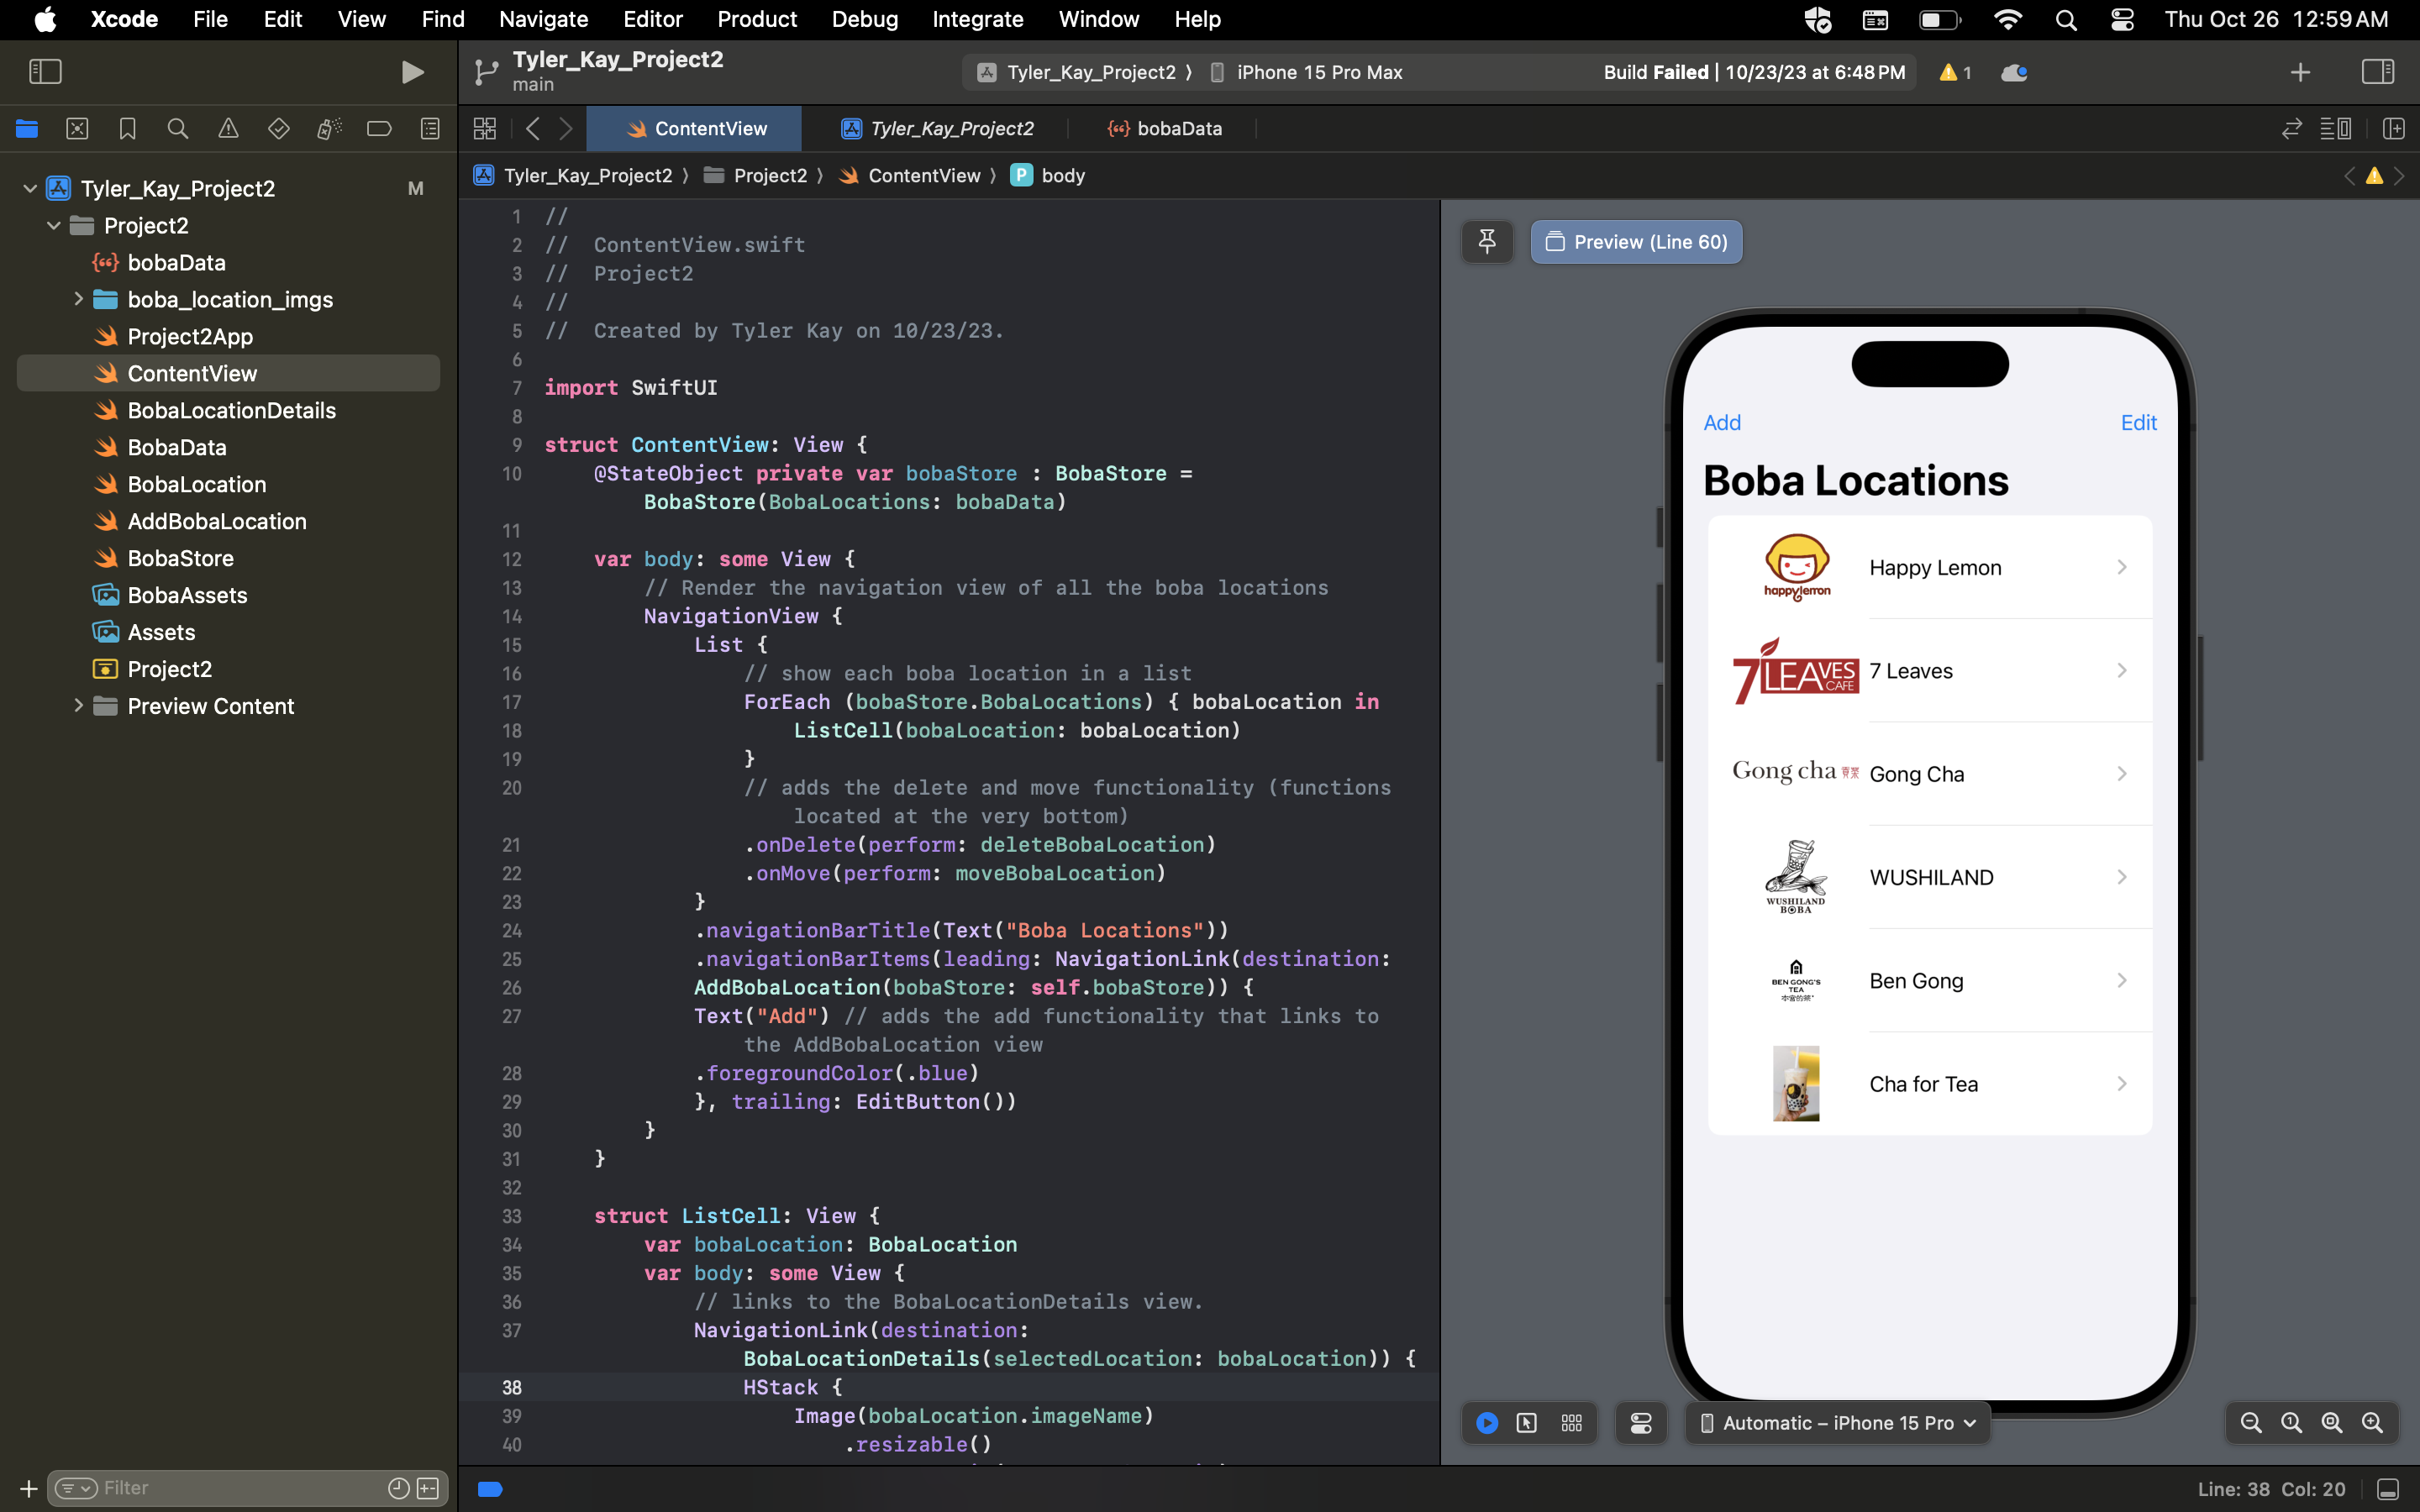 Xcode File Edit View Find Navigate Editor Product Debug Integrate Window Help Thu Oct 26 12:59 AM
Tyler_Kay_Project2
main
Tyler_Kay_Project2 ⟩ iPhone 15 Pro Max Build Failed | 10/23/23 at 6:48 PM 1
ContentView Tyler_Kay_Project2 bobaData
Tyler_Kay_Project2 ⟩ Project2 ⟩ ContentView ⟩ P body
Tyler_Kay_Project2 M
Project2
bobaData
boba_location_imgs
Project2App
ContentView
BobaLocationDetails
BobaData
BobaLocation
AddBobaLocation
BobaStore
BobaAssets
Assets
Project2
Preview Content
Filter
1 //
2 //  ContentView.swift
3 //  Project2
4 //
5 //  Created by Tyler Kay on 10/23/23.
6
7 import SwiftUI
8
9 struct ContentView: View {
10     @StateObject private var bobaStore : BobaStore =
        BobaStore(BobaLocations: bobaData)
11
12     var body: some View {
13         // Render the navigation view of all the boba locations
14         NavigationView {
15             List {
16                 // show each boba location in a list
17                 ForEach (bobaStore.BobaLocations) { bobaLocation in
18                     ListCell(bobaLocation: bobaLocation)
19                 }
20                 // adds the delete and move functionality (functions
                    located at the very bottom)
21                 .onDelete(perform: deleteBobaLocation)
22                 .onMove(perform: moveBobaLocation)
23             }
24             .navigationBarTitle(Text("Boba Locations"))
25             .navigationBarItems(leading: NavigationLink(destination:
26             AddBobaLocation(bobaStore: self.bobaStore)) {
27             Text("Add") // adds the add functionality that links to
                the AddBobaLocation view
28             .foregroundColor(.blue)
29             }, trailing: EditButton())
30         }
31     }
32
33     struct ListCell: View {
34         var bobaLocation: BobaLocation
35         var body: some View {
36             // links to the BobaLocationDetails view.
37             NavigationLink(destination:
                BobaLocationDetails(selectedLocation: bobaLocation)) {
38                 HStack {
39                     Image(bobaLocation.imageName)
40                         .resizable()
Preview (Line 60)
Add Edit
Boba Locations
happylemon
Happy Lemon
7 LEAVES
CAFE
7 Leaves
Gong cha 貢茶
Gong Cha
WUSHILAND
BOBA
WUSHILAND
BEN GONG'S
TEA
本宮的茶
Ben Gong
Cha for Tea
Automatic – iPhone 15 Pro
Line: 38 Col: 20